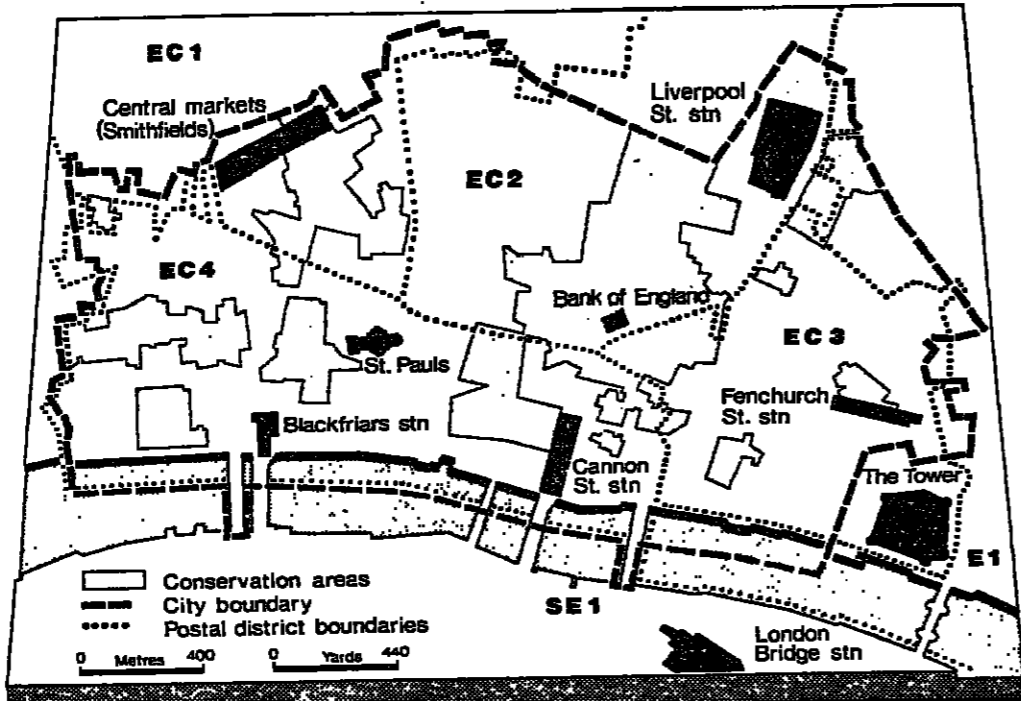 EC1
Central markets
(Smithfields)
Liverpool
St. stn
EC2
EC4
Bank of England
EC3
St. Pauls
Fenchurch
St. stn
Blackfriars stn
Cannon
St. stn
The Tower
E1
SE1
London
Bridge stn
Conservation areas
City boundary
Postal district boundaries
0 Metres 400 0 Yards 440